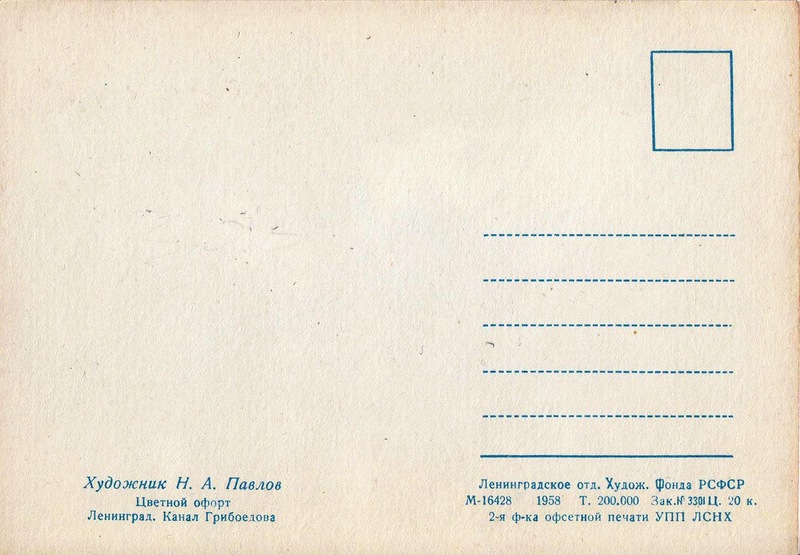 Художник Н. А. Павлов
Цветной офорт
Ленинград. Канал Грибоедова
Ленинградское отд. Худож. Фонда РСФСР
М-16428 1958 Т. 200.000 Зак.№ 3301 Ц. 20 к.
2-я ф-ка офсетной печати УПП ЛСНХ